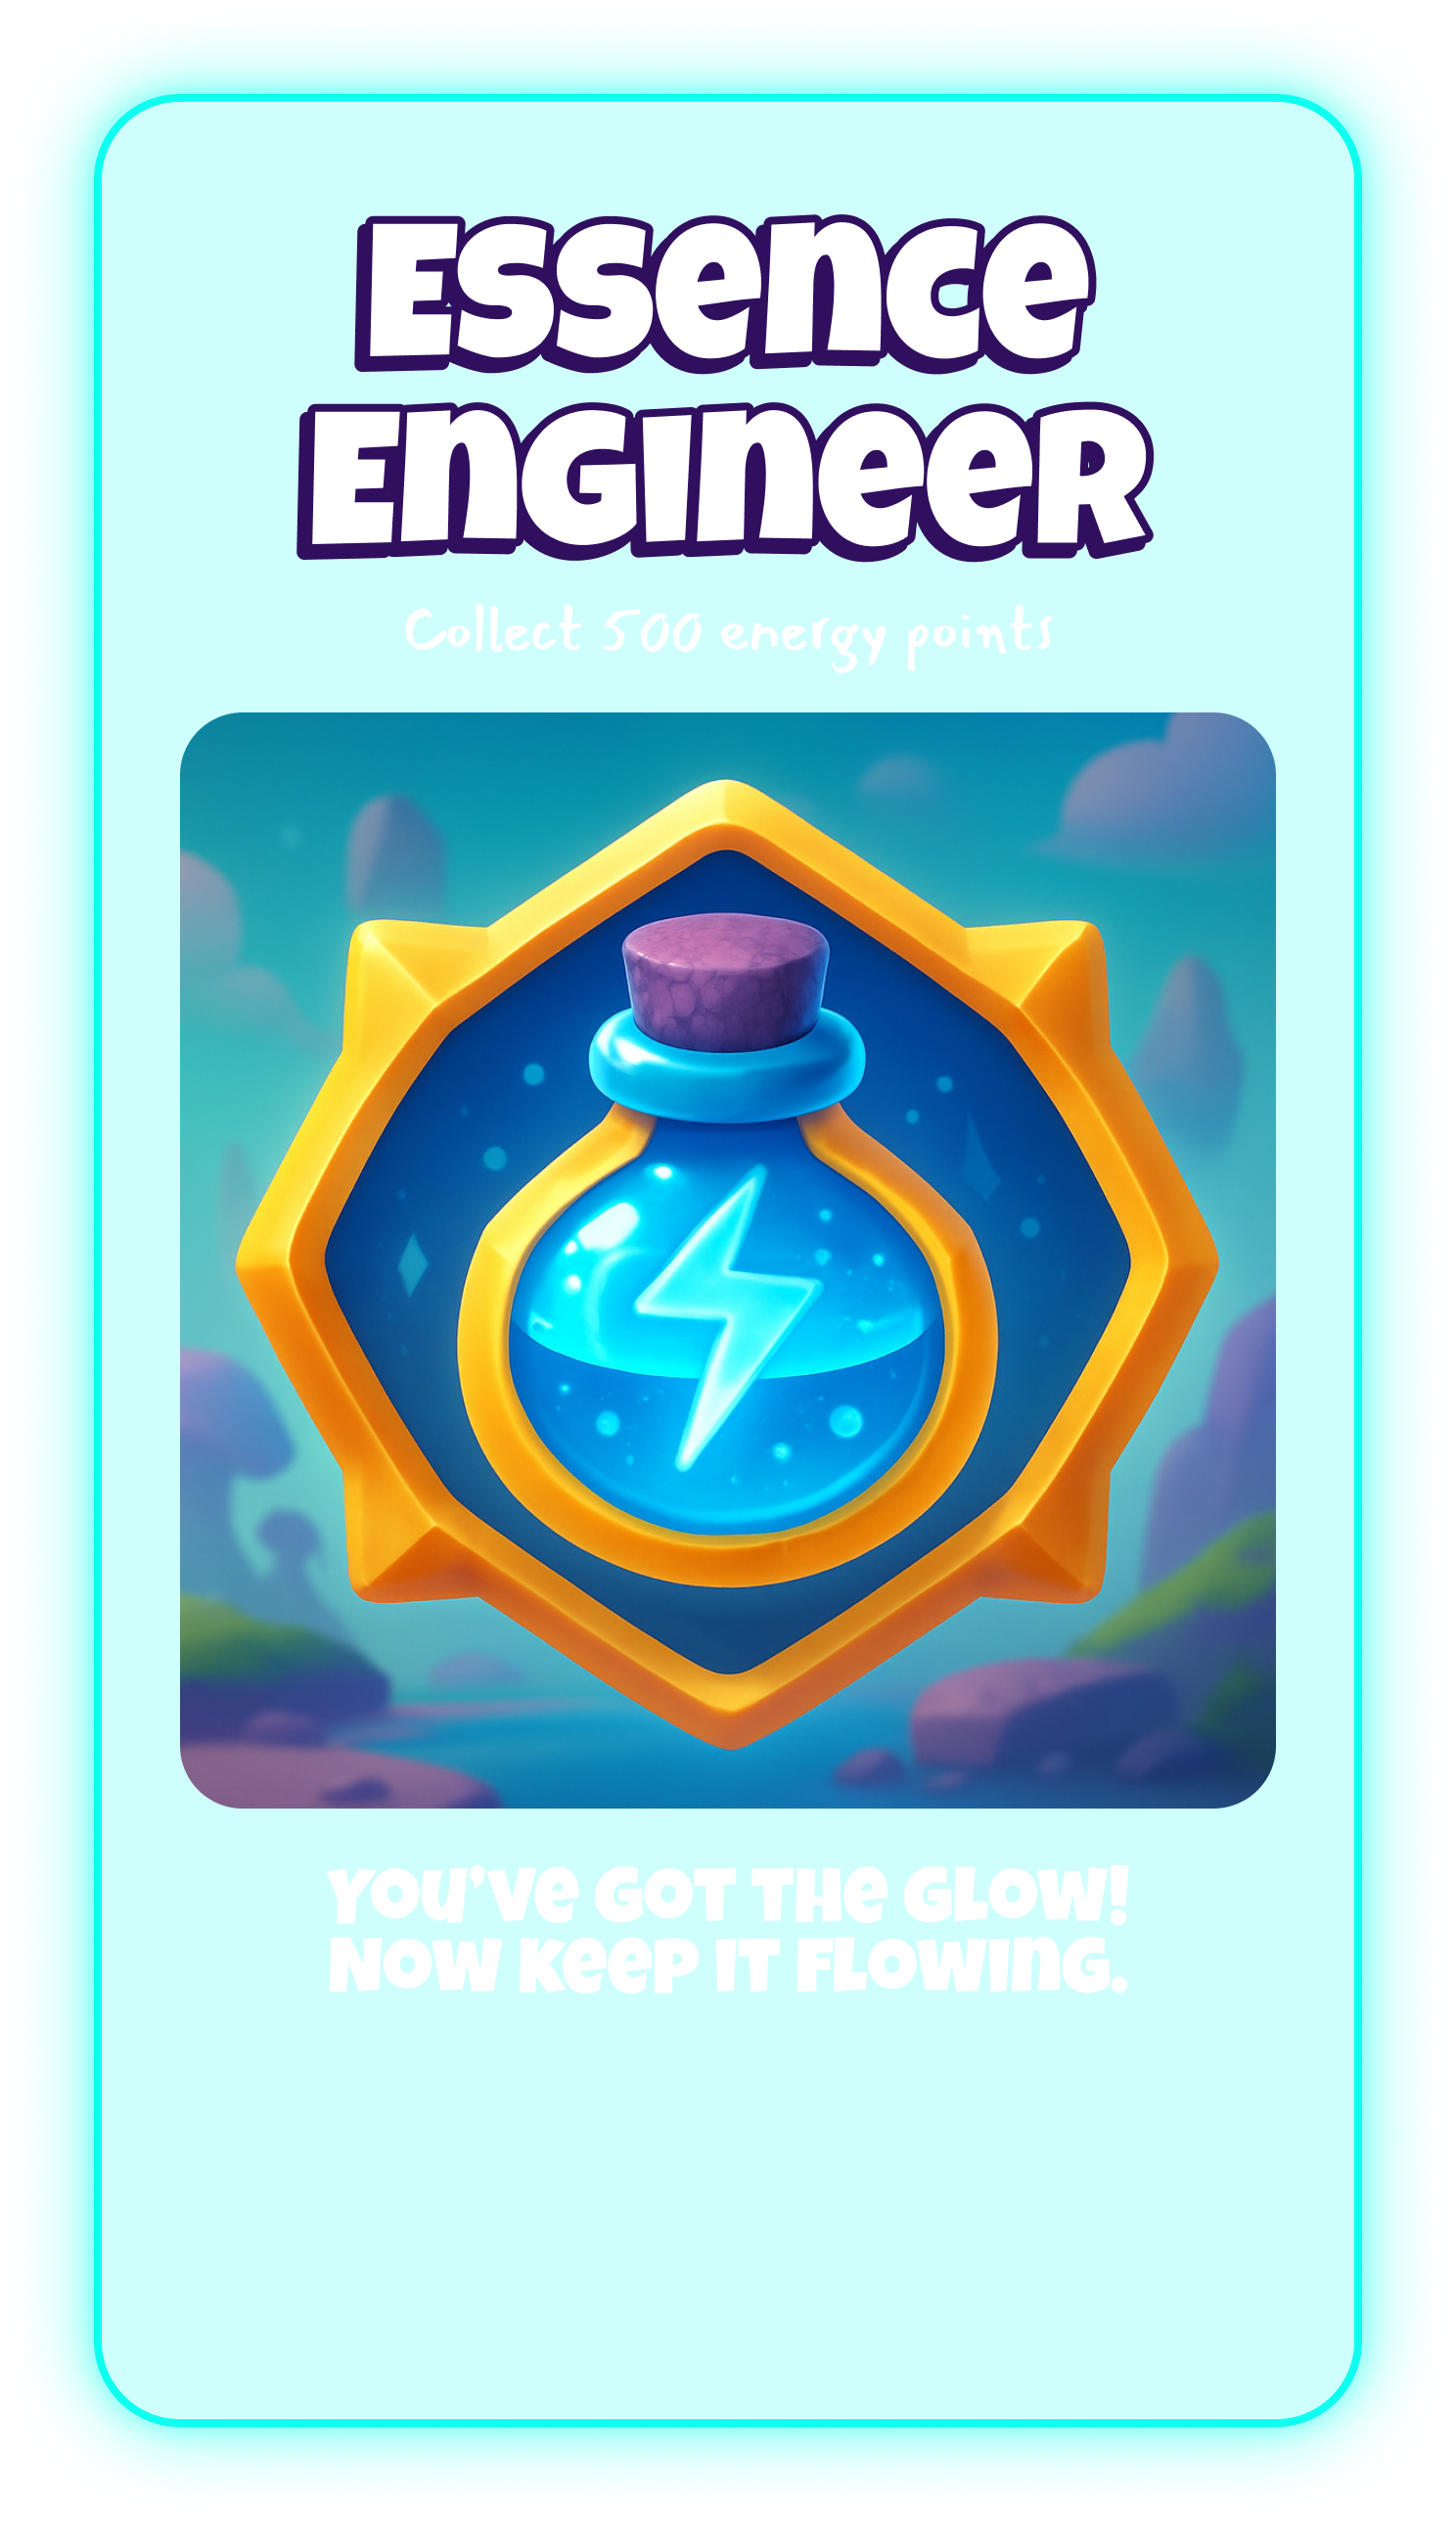 Essence
Engineer
Collect 500 energy points
You’ve got the glow!
Now keep it flowing.